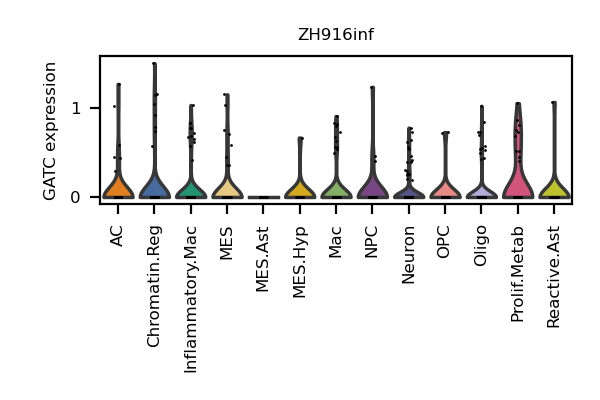 ZH916inf
GATC expression
1
0
AC
Chromatin.Reg
Inflammatory.Mac
MES
MES.Ast
MES.Hyp
Mac
NPC
Neuron
OPC
Oligo
Prolif.Metab
Reactive.Ast